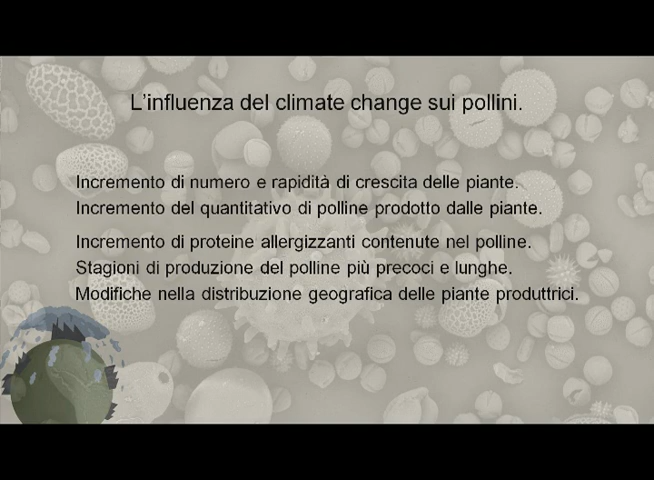 L'influenza del climate change sui pollini.
Incremento di numero e rapidità di crescita delle piante.
Incremento del quantitativo di polline prodotto dalle piante.
Incremento di proteine allergizzanti contenute nel polline.
Stagioni di produzione del polline più precoci e lunghe.
Modifiche nella distribuzione geografica delle piante produttrici.